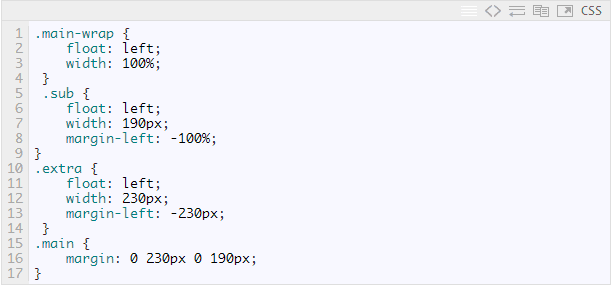 CSS
1 .main-wrap {
2     float: left;
3     width: 100%;
4  }
5  .sub {
6     float: left;
7     width: 190px;
8     margin-left: -100%;
9 }
10 .extra {
11     float: left;
12     width: 230px;
13     margin-left: -230px;
14  }
15 .main {
16     margin: 0 230px 0 190px;
17 }